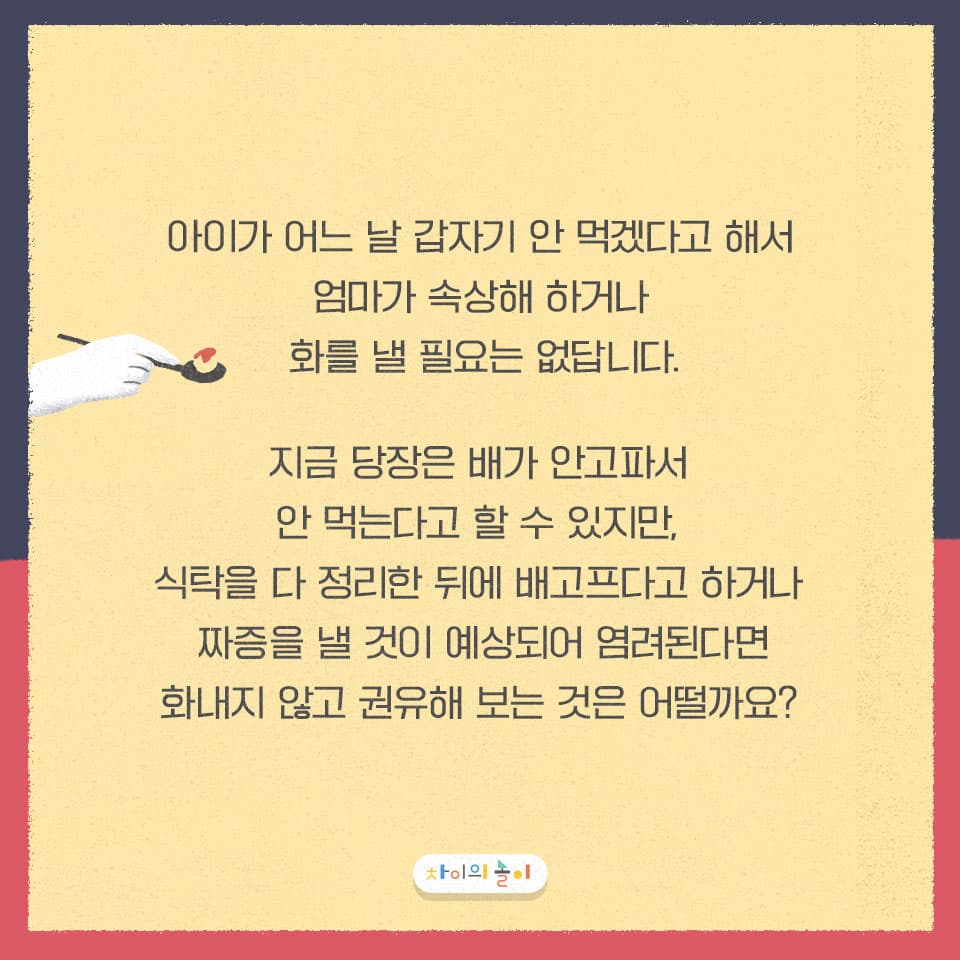 아이가 어느 날 갑자기 안 먹겠다고 해서
엄마가 속상해 하거나
화를 낼 필요는 없답니다.
지금 당장은 배가 안고파서
안 먹는다고 할 수 있지만,
식탁을 다 정리한 뒤에 배고프다고 하거나
짜증을 낼 것이 예상되어 염려된다면
화내지 않고 권유해 보는 것은 어떨까요?
차이의 놀이